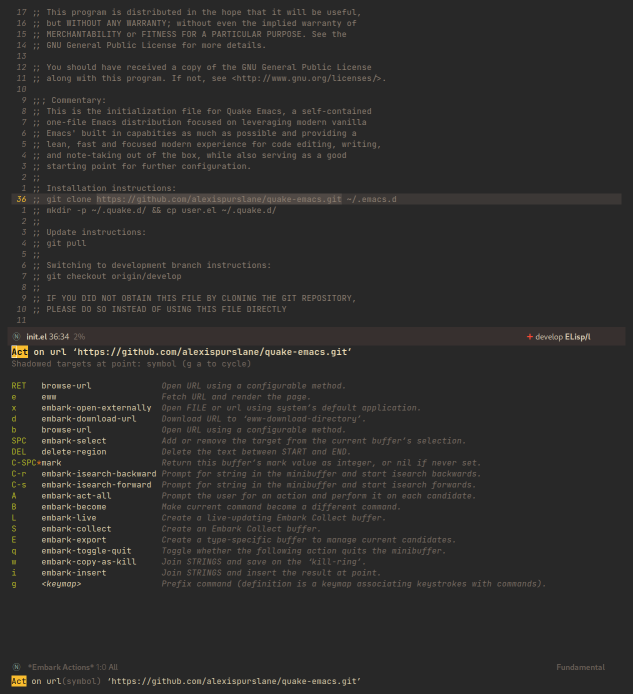 17 ;; This program is distributed in the hope that it will be useful,
16 ;; but WITHOUT ANY WARRANTY; without even the implied warranty of
15 ;; MERCHANTABILITY or FITNESS FOR A PARTICULAR PURPOSE. See the
14 ;; GNU General Public License for more details.
13
12 ;; You should have received a copy of the GNU General Public License
11 ;; along with this program. If not, see <http://www.gnu.org/licenses/>.
10
9 ;;; Commentary:
8 ;; This is the initialization file for Quake Emacs, a self-contained
7 ;; one-file Emacs distribution focused on leveraging modern vanilla
6 ;; Emacs' built in capabities as much as possible and providing a
5 ;; lean, fast and focused modern experience for code editing, writing,
4 ;; and note-taking out of the box, while also serving as a good
3 ;; starting point for further configuration.
2 ;;
1 ;; Installation instructions:
36 ;; git clone https://github.com/alexispurslane/quake-emacs.git ~/.emacs.d
1 ;; mkdir -p ~/.quake.d/ && cp user.el ~/.quake.d/
2 ;;
3 ;; Update instructions:
4 ;; git pull
5 ;;
6 ;; Switching to development branch instructions:
7 ;; git checkout origin/develop
8 ;;
9 ;; IF YOU DID NOT OBTAIN THIS FILE BY CLONING THE GIT REPOSITORY,
10 ;; PLEASE DO SO INSTEAD OF USING THIS FILE DIRECTLY
11
N init.el 36:34 2% develop ELisp/l
Act on url ‘https://github.com/alexispurslane/quake-emacs.git’
Shadowed targets at point: symbol (g a to cycle)
RET browse-url Open URL using a configurable method.
e eww Fetch URL and render the page.
x embark-open-externally Open FILE or url using system’s default application.
d embark-download-url Download URL to ‘eww-download-directory’.
b browse-url Open URL using a configurable method.
SPC embark-select Add or remove the target from the current buffer’s selection.
DEL delete-region Delete the text between START and END.
C-SPC*mark Return this buffer’s mark value as integer, or nil if never set.
C-r embark-isearch-backward Prompt for string in the minibuffer and start isearch backwards.
C-s embark-isearch-forward Prompt for string in the minibuffer and start isearch forwards.
A embark-act-all Prompt the user for an action and perform it on each candidate.
B embark-become Make current command become a different command.
L embark-live Create a live-updating Embark Collect buffer.
S embark-collect Create an Embark Collect buffer.
E embark-export Create a type-specific buffer to manage current candidates.
q embark-toggle-quit Toggle whether the following action quits the minibuffer.
w embark-copy-as-kill Join STRINGS and save on the ‘kill-ring’.
i embark-insert Join STRINGS and insert the result at point.
g <keymap> Prefix command (definition is a keymap associating keystrokes with commands).
N *Embark Actions* 1:0 All Fundamental
Act on url(symbol) ‘https://github.com/alexispurslane/quake-emacs.git’